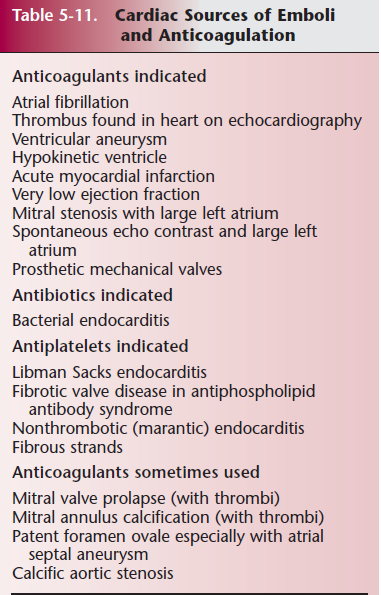 Table 5-11. Cardiac Sources of Emboli
and Anticoagulation
Anticoagulants indicated
Atrial fibrillation
Thrombus found in heart on echocardiography
Ventricular aneurysm
Hypokinetic ventricle
Acute myocardial infarction
Very low ejection fraction
Mitral stenosis with large left atrium
Spontaneous echo contrast and large left
atrium
Prosthetic mechanical valves
Antibiotics indicated
Bacterial endocarditis
Antiplatelets indicated
Libman Sacks endocarditis
Fibrotic valve disease in antiphospholipid
antibody syndrome
Nonthrombotic (marantic) endocarditis
Fibrous strands
Anticoagulants sometimes used
Mitral valve prolapse (with thrombi)
Mitral annulus calcification (with thrombi)
Patent foramen ovale especially with atrial
septal aneurysm
Calcific aortic stenosis